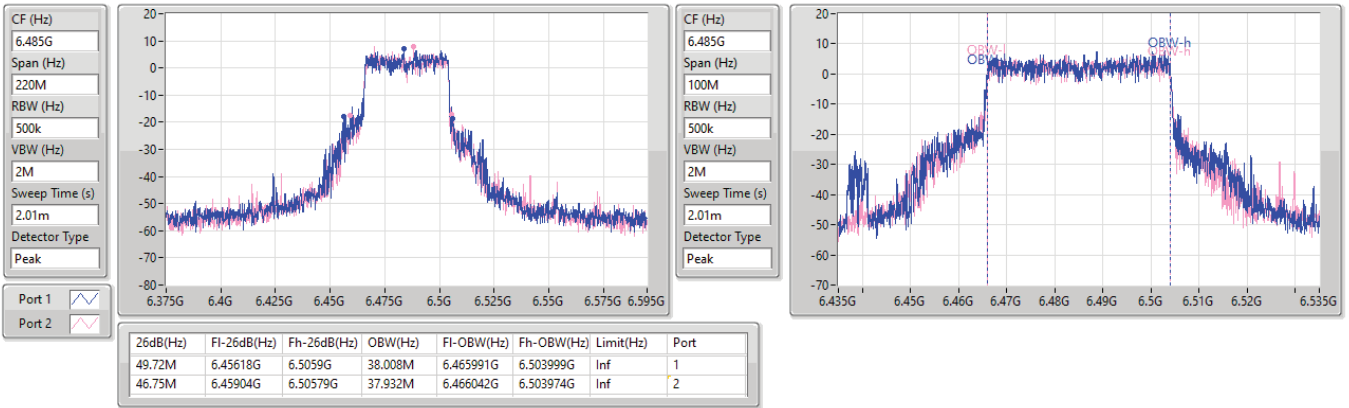 CF (Hz)
6.485G
Span (Hz)
220M
RBW (Hz)
500k
VBW (Hz)
2M
Sweep Time (s)
2.01m
Detector Type
Peak
Port 1
Port 2
20
10
0
-10
-20
-30
-40
-50
-60
-70
-80
6.375G 6.4G 6.425G 6.45G 6.475G 6.5G 6.525G 6.55G 6.575G 6.595G
CF (Hz)
6.485G
Span (Hz)
100M
RBW (Hz)
500k
VBW (Hz)
2M
Sweep Time (s)
2.01m
Detector Type
Peak
20
10
0
-10
-20
-30
-40
-50
-60
-70
OBW-l
OBW-h
6.435G 6.45G 6.46G 6.47G 6.48G 6.49G 6.5G 6.51G 6.52G 6.535G
26dB(Hz) Fl-26dB(Hz) Fh-26dB(Hz) OBW(Hz) Fl-OBW(Hz) Fh-OBW(Hz) Limit(Hz) Port
49.72M 6.45618G 6.5059G 38.008M 6.465991G 6.503999G Inf 1
46.75M 6.45904G 6.50579G 37.932M 6.466042G 6.503974G Inf 2